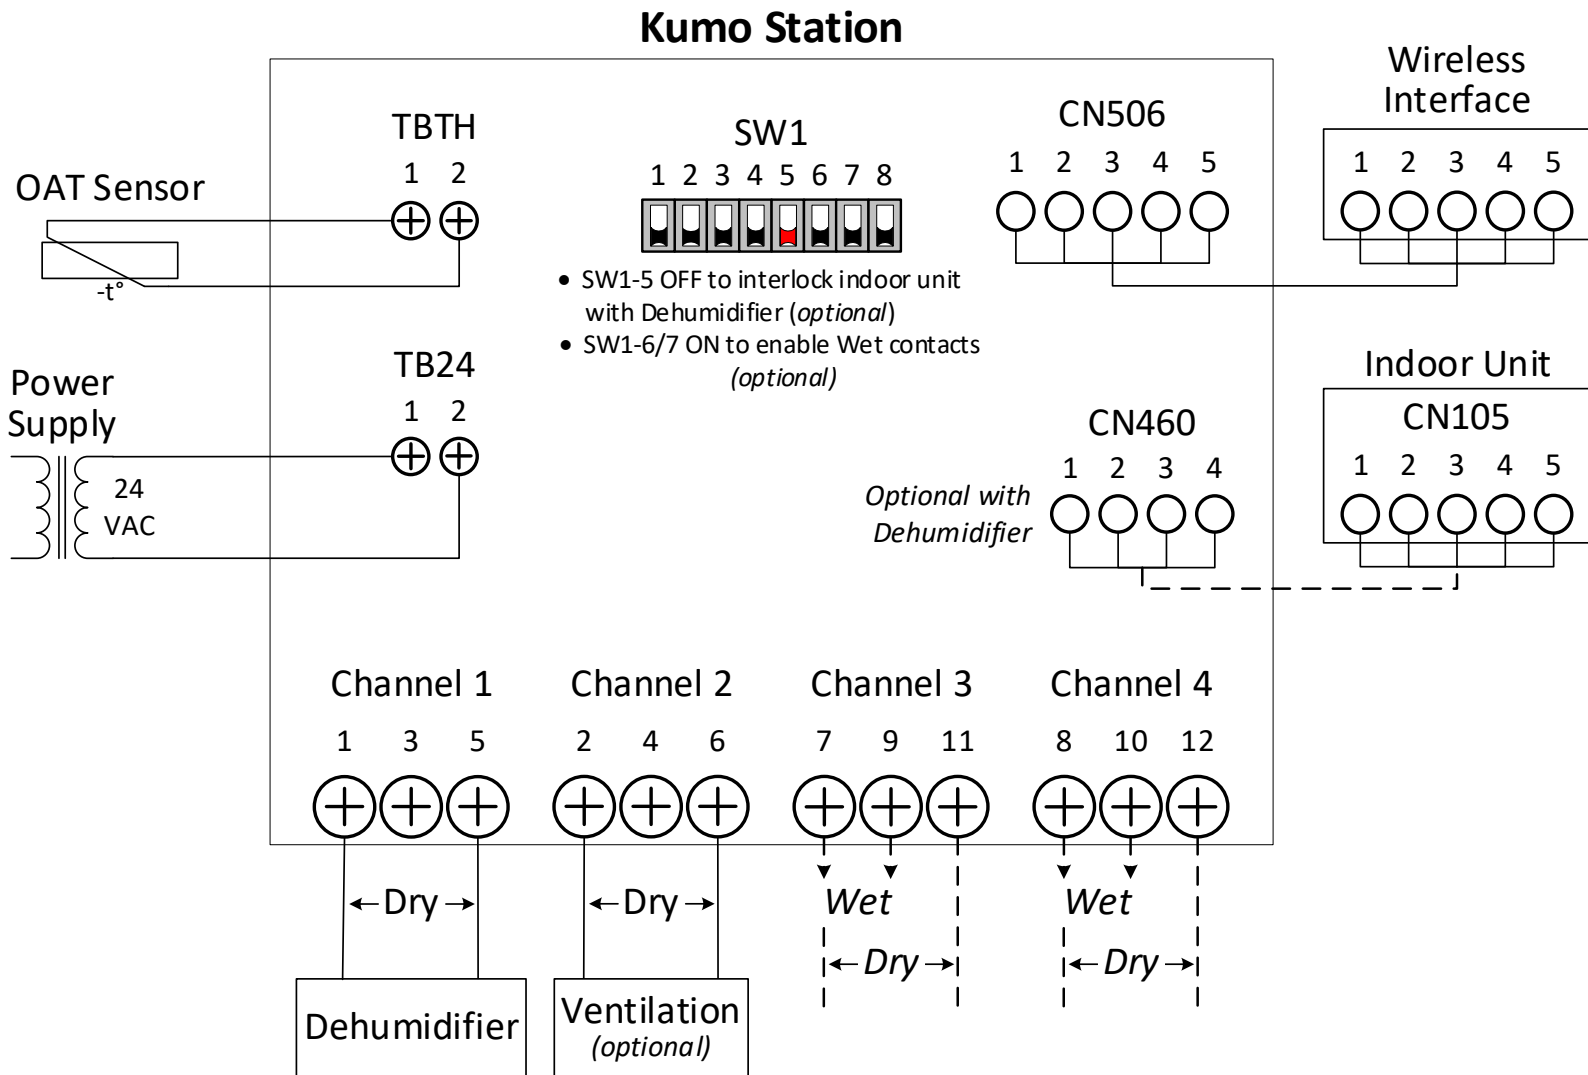 Kumo Station
TBTH
1 2
OAT Sensor
-t°
SW1
1 2 3 4 5 6 7 8
• SW1-5 OFF to interlock indoor unit
with Dehumidifier (optional)
• SW1-6/7 ON to enable Wet contacts
(optional)
CN506
1 2 3 4 5
Wireless
Interface
1 2 3 4 5
Power
Supply
24
VAC
TB24
1 2
CN460
1 2 3 4
Optional with
Dehumidifier
Indoor Unit
CN105
1 2 3 4 5
Channel 1
1 3 5
Dry
Dehumidifier
Channel 2
2 4 6
Dry
Ventilation
(optional)
Channel 3
7 9 11
Wet
Dry
Channel 4
8 10 12
Wet
Dry